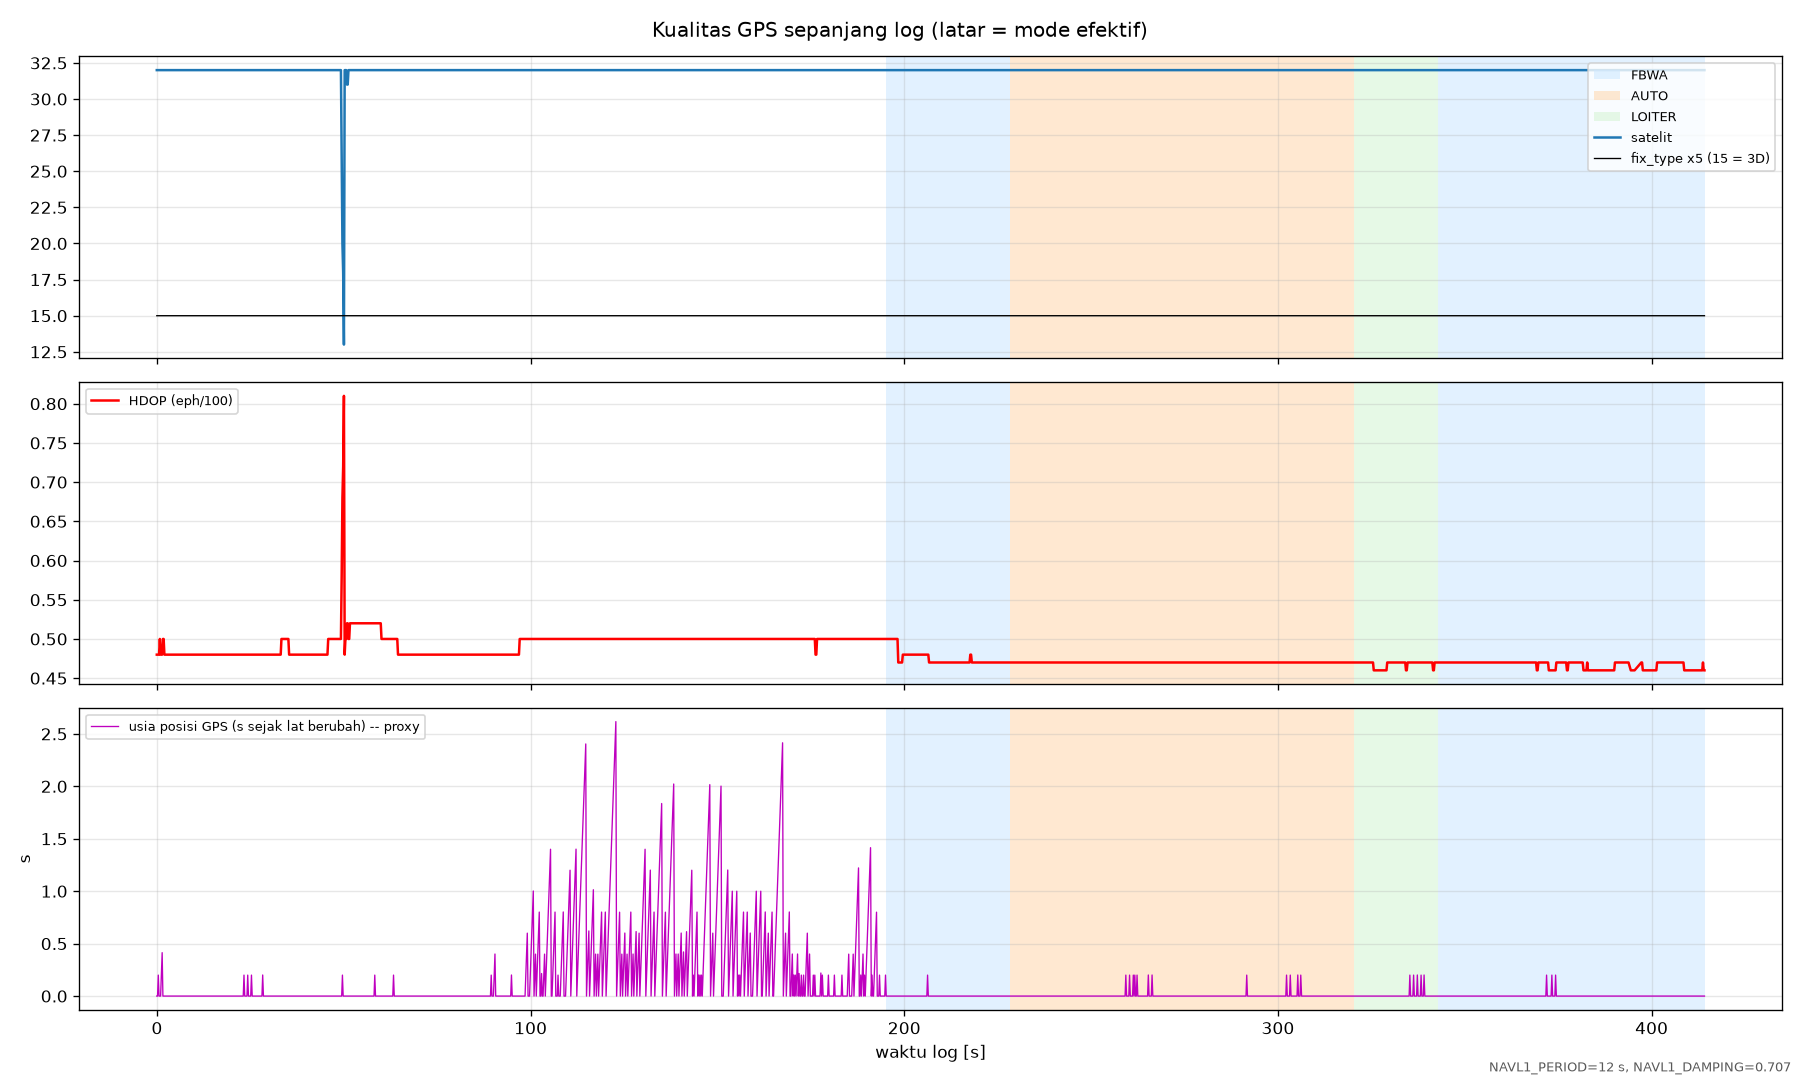 Kualitas GPS sepanjang log (latar = mode efektif)
32.5
30.0
27.5
25.0
22.5
20.0
17.5
15.0
12.5
FBWA
AUTO
LOITER
satelit
fix_type x5 (15 = 3D)
0.80
0.75
0.70
0.65
0.60
0.55
0.50
0.45
HDOP (eph/100)
2.5
2.0
1.5
1.0
0.5
0.0
s
usia posisi GPS (s sejak lat berubah) -- proxy
0 100 200 300 400
waktu log [s]
NAVL1_PERIOD=12 s, NAVL1_DAMPING=0.707